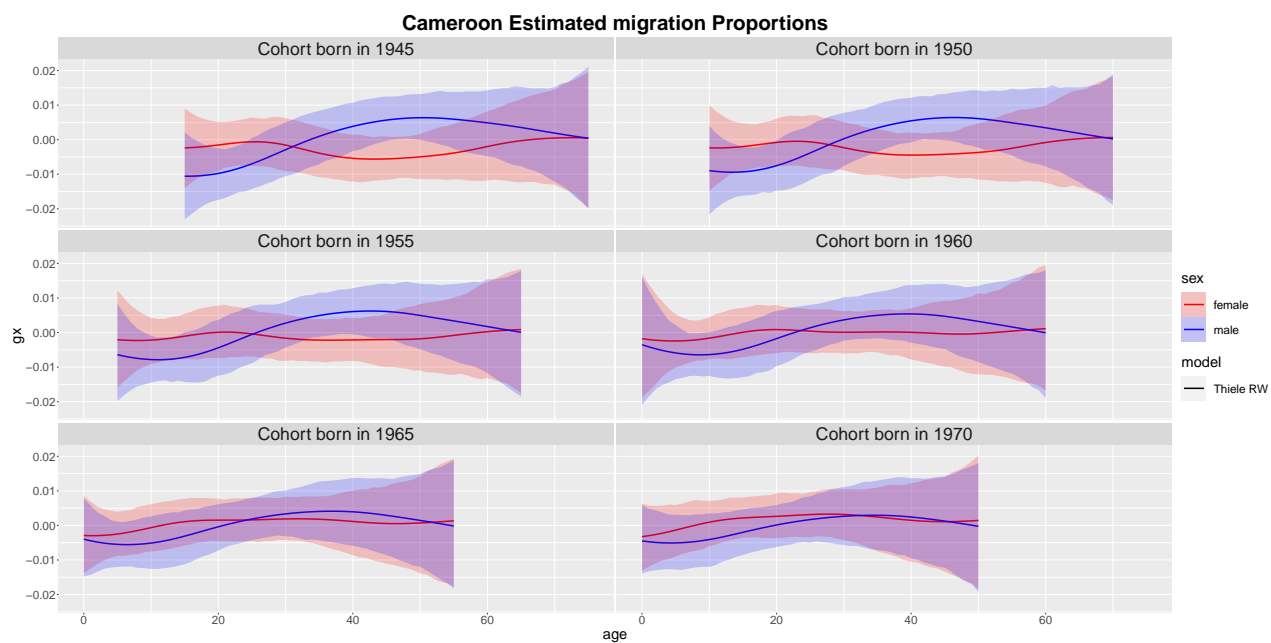 Cameroon Estimated migration Proportions
Cohort born in 1945
Cohort born in 1950
0.02
0.01
0.00
−0.01
−0.02
Cohort born in 1955
Cohort born in 1960
0.02
0.01
0.00
−0.01
−0.02
Cohort born in 1965
Cohort born in 1970
0.02
0.01
0.00
−0.01
−0.02
0 20 40 60
0 20 40 60
age
gx
sex
female
male
model
Thiele RW